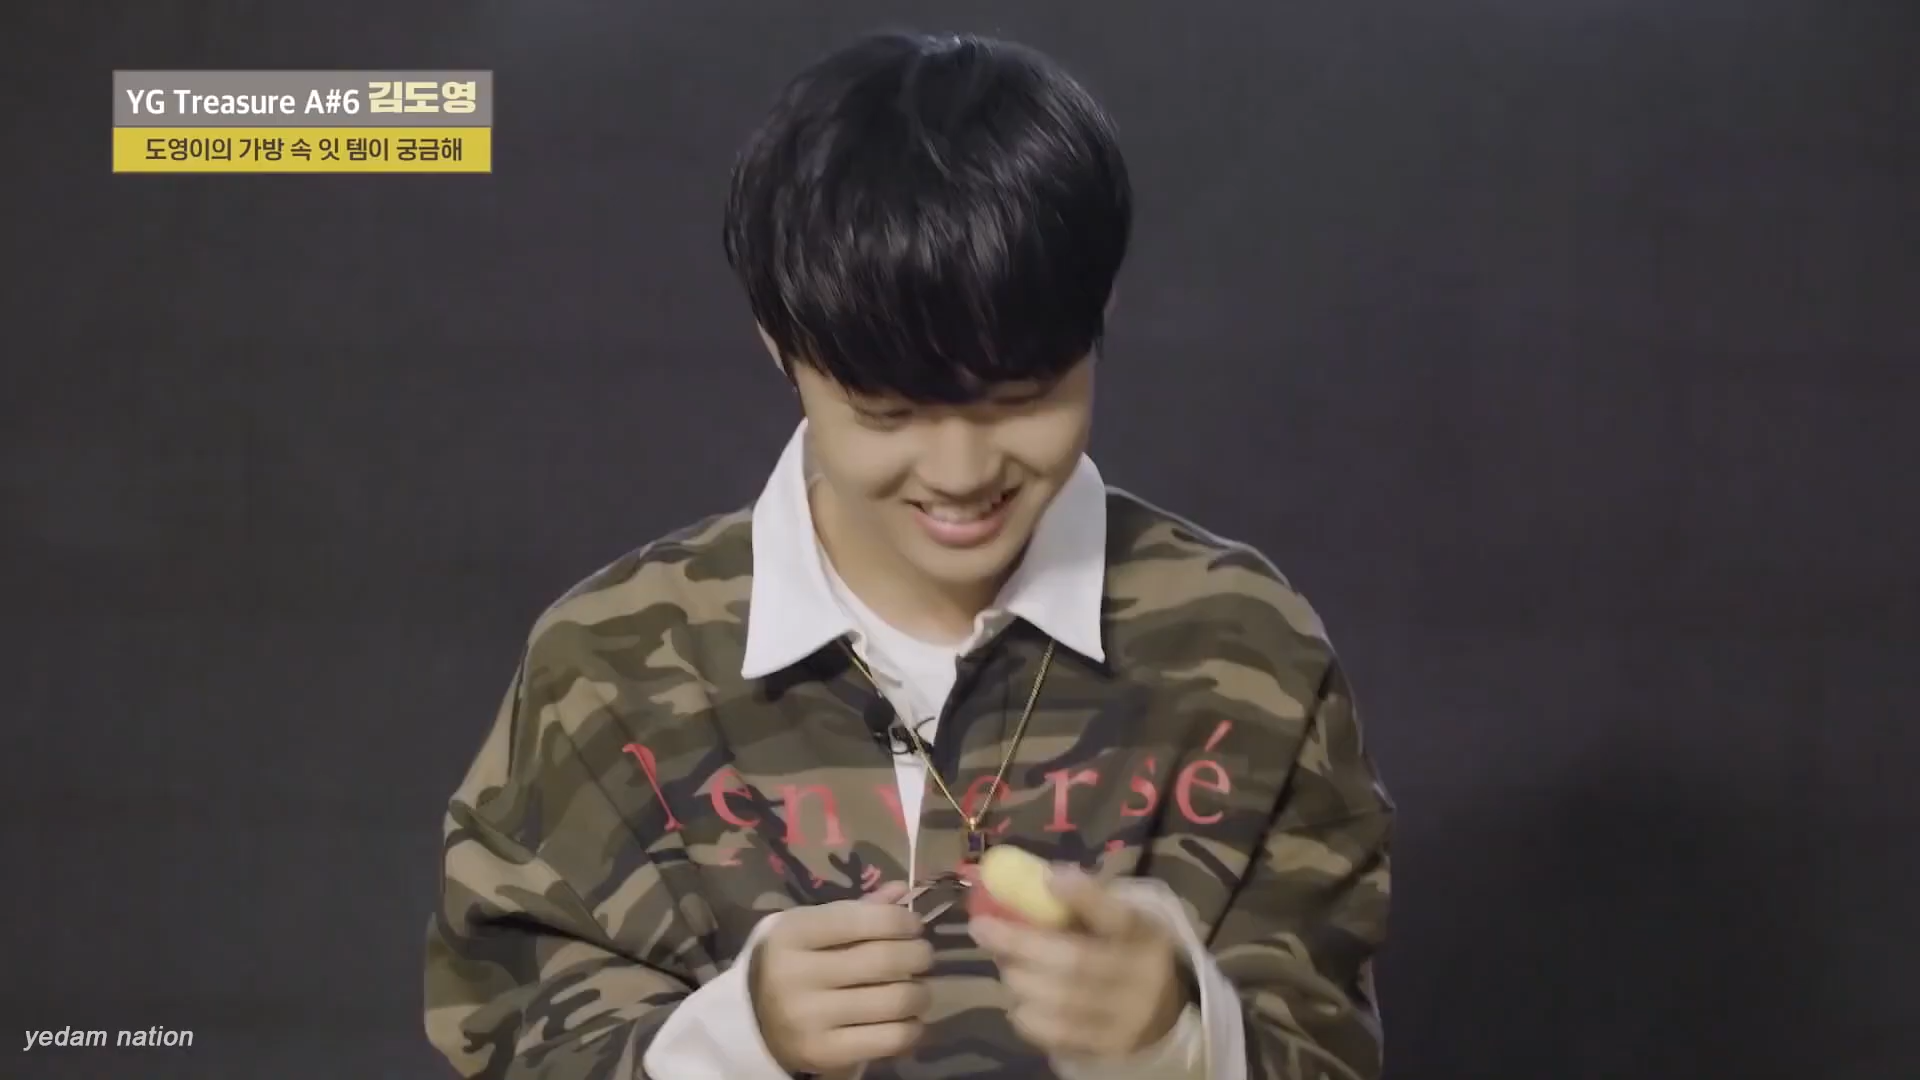 YG Treasure A#6 김도영
도영이의 가방 속 잇 템이 궁금해
l'enversé
yedam nation